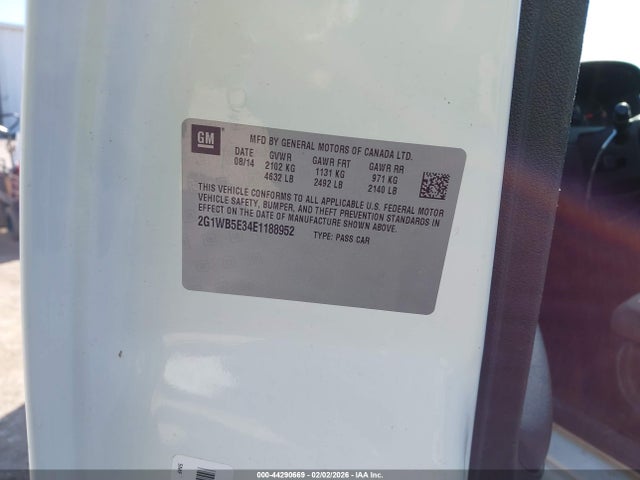 GM
MFD BY GENERAL MOTORS OF CANADA LTD.
DATE GVWR GAWR FRT GAWR RR
08/14 2102 KG 1131 KG 971 KG
4632 LB 2492 LB 2140 LB
THIS VEHICLE CONFORMS TO ALL APPLICABLE U.S. FEDERAL MOTOR
VEHICLE SAFETY, BUMPER, AND THEFT PREVENTION STANDARDS IN
EFFECT ON THE DATE OF MANUFACTURE SHOWN ABOVE.
2G1WB5E34E1188952 TYPE: PASS CAR
000-44290669 - 02/02/2026 - IAA Inc.